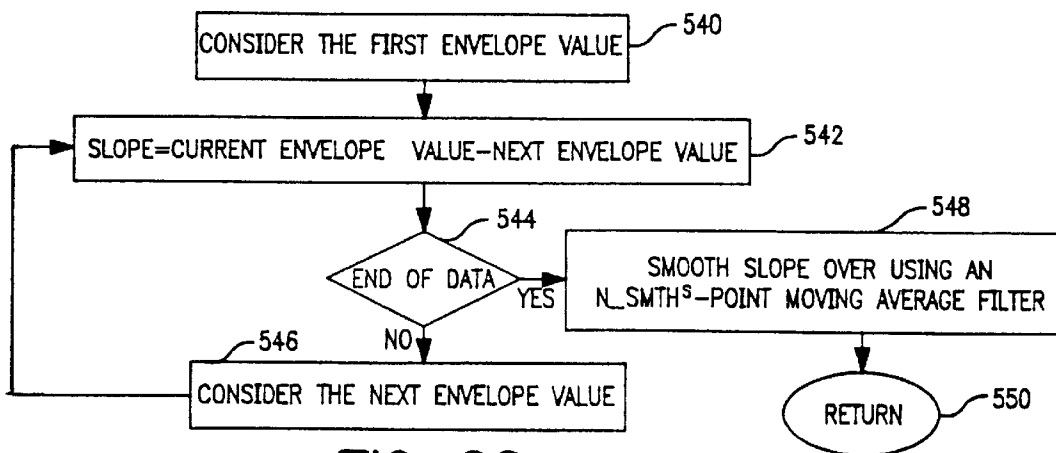 CONSIDER THE FIRST ENVELOPE VALUE
540
SLOPE=CURRENT ENVELOPE VALUE-NEXT ENVELOPE VALUE
542
544
END OF DATA
YES
NO
548
SMOOTH SLOPE OVER USING AN
N_SMTHˢ-POINT MOVING AVERAGE FILTER
546
CONSIDER THE NEXT ENVELOPE VALUE
RETURN
550